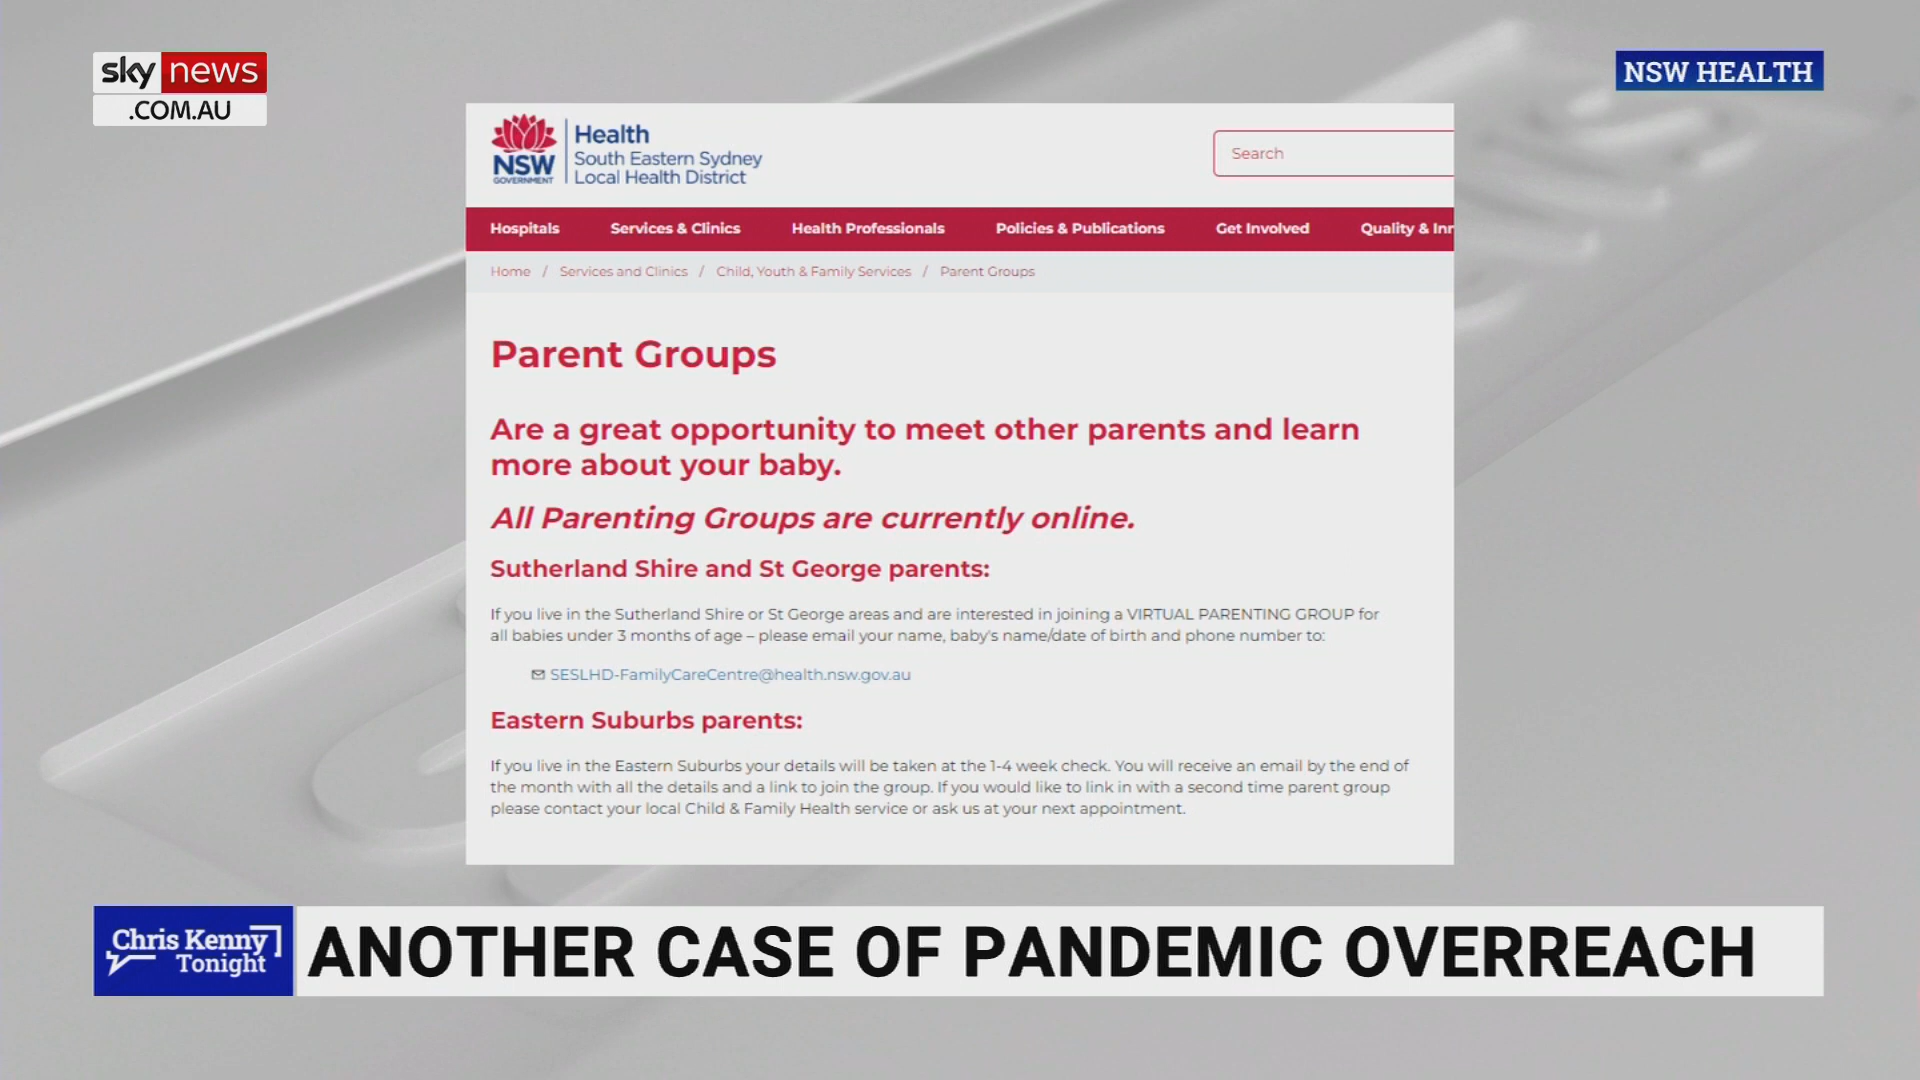 sky news
.COM.AU
NSW HEALTH
NSW
GOVERNMENT
Health
South Eastern Sydney
Local Health District
Search
Hospitals Services & Clinics Health Professionals Policies & Publications Get Involved Quality & Inn
Home / Services and Clinics / Child, Youth & Family Services / Parent Groups
Parent Groups
Are a great opportunity to meet other parents and learn
more about your baby.
All Parenting Groups are currently online.
Sutherland Shire and St George parents:
If you live in the Sutherland Shire or St George areas and are interested in joining a VIRTUAL PARENTING GROUP for
all babies under 3 months of age – please email your name, baby's name/date of birth and phone number to:
SESLHD-FamilyCareCentre@health.nsw.gov.au
Eastern Suburbs parents:
If you live in the Eastern Suburbs your details will be taken at the 1-4 week check. You will receive an email by the end of
the month with all the details and a link to join the group. If you would like to link in with a second time parent group
please contact your local Child & Family Health service or ask us at your next appointment.
Chris Kenny
Tonight
ANOTHER CASE OF PANDEMIC OVERREACH